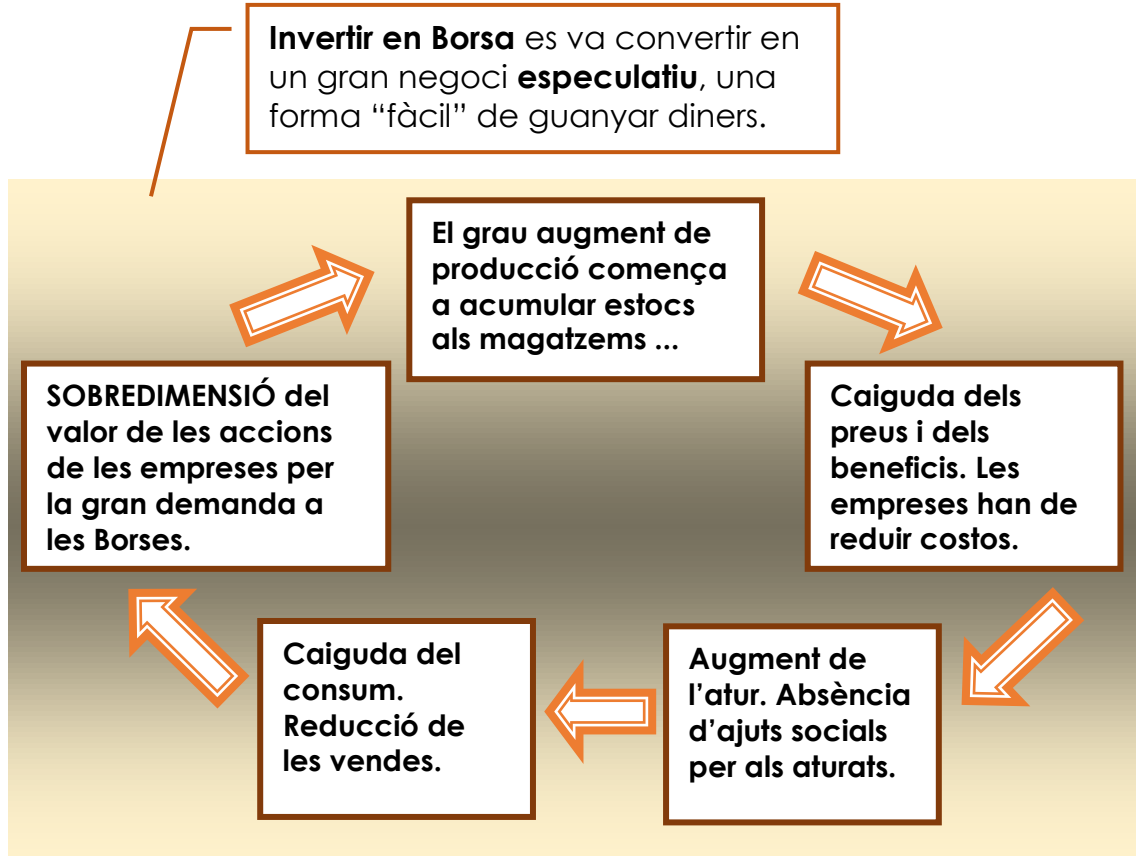 Invertir en Borsa es va convertir en
un gran negoci especulatiu, una
forma “fàcil” de guanyar diners.
El grau augment de
producció comença
a acumular estocs
als magatzems ...
Caiguda dels
preus i dels
beneficis. Les
empreses han de
reduir costos.
Augment de
l’atur. Absència
d’ajuts socials
per als aturats.
Caiguda del
consum.
Reducció de
les vendes.
SOBREDIMENSIÓ del
valor de les accions
de les empreses per
la gran demanda a
les Borses.